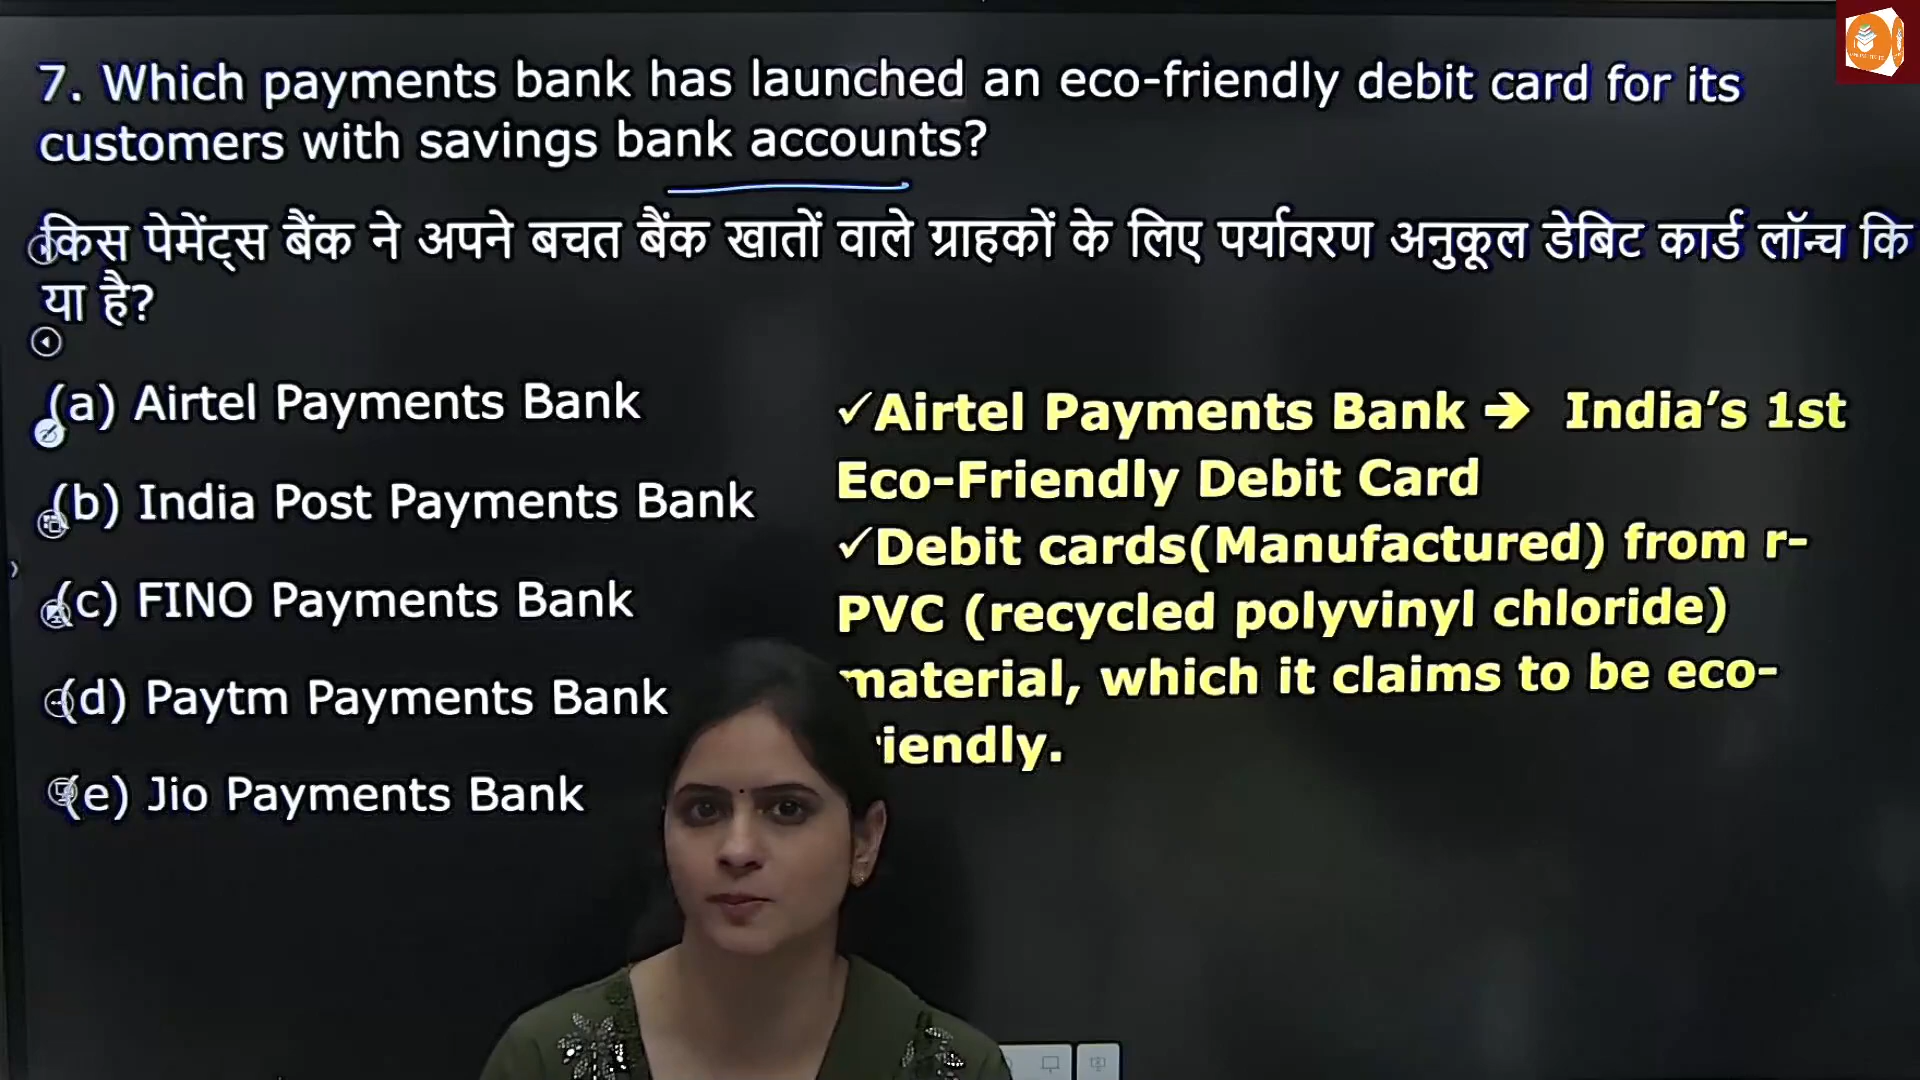 7. Which payments bank has launched an eco-friendly debit card for its
customers with savings bank accounts?
किस पेमेंट्स बैंक ने अपने बचत बैंक खातों वाले ग्राहकों के लिए पर्यावरण अनुकूल डेबिट कार्ड लॉन्च कि
या है?
(a) Airtel Payments Bank
(b) India Post Payments Bank
(c) FINO Payments Bank
(d) Paytm Payments Bank
(e) Jio Payments Bank
✓Airtel Payments Bank ➔ India’s 1st
Eco-Friendly Debit Card
✓Debit cards(Manufactured) from r-
PVC (recycled polyvinyl chloride)
material, which it claims to be eco-
riendly.